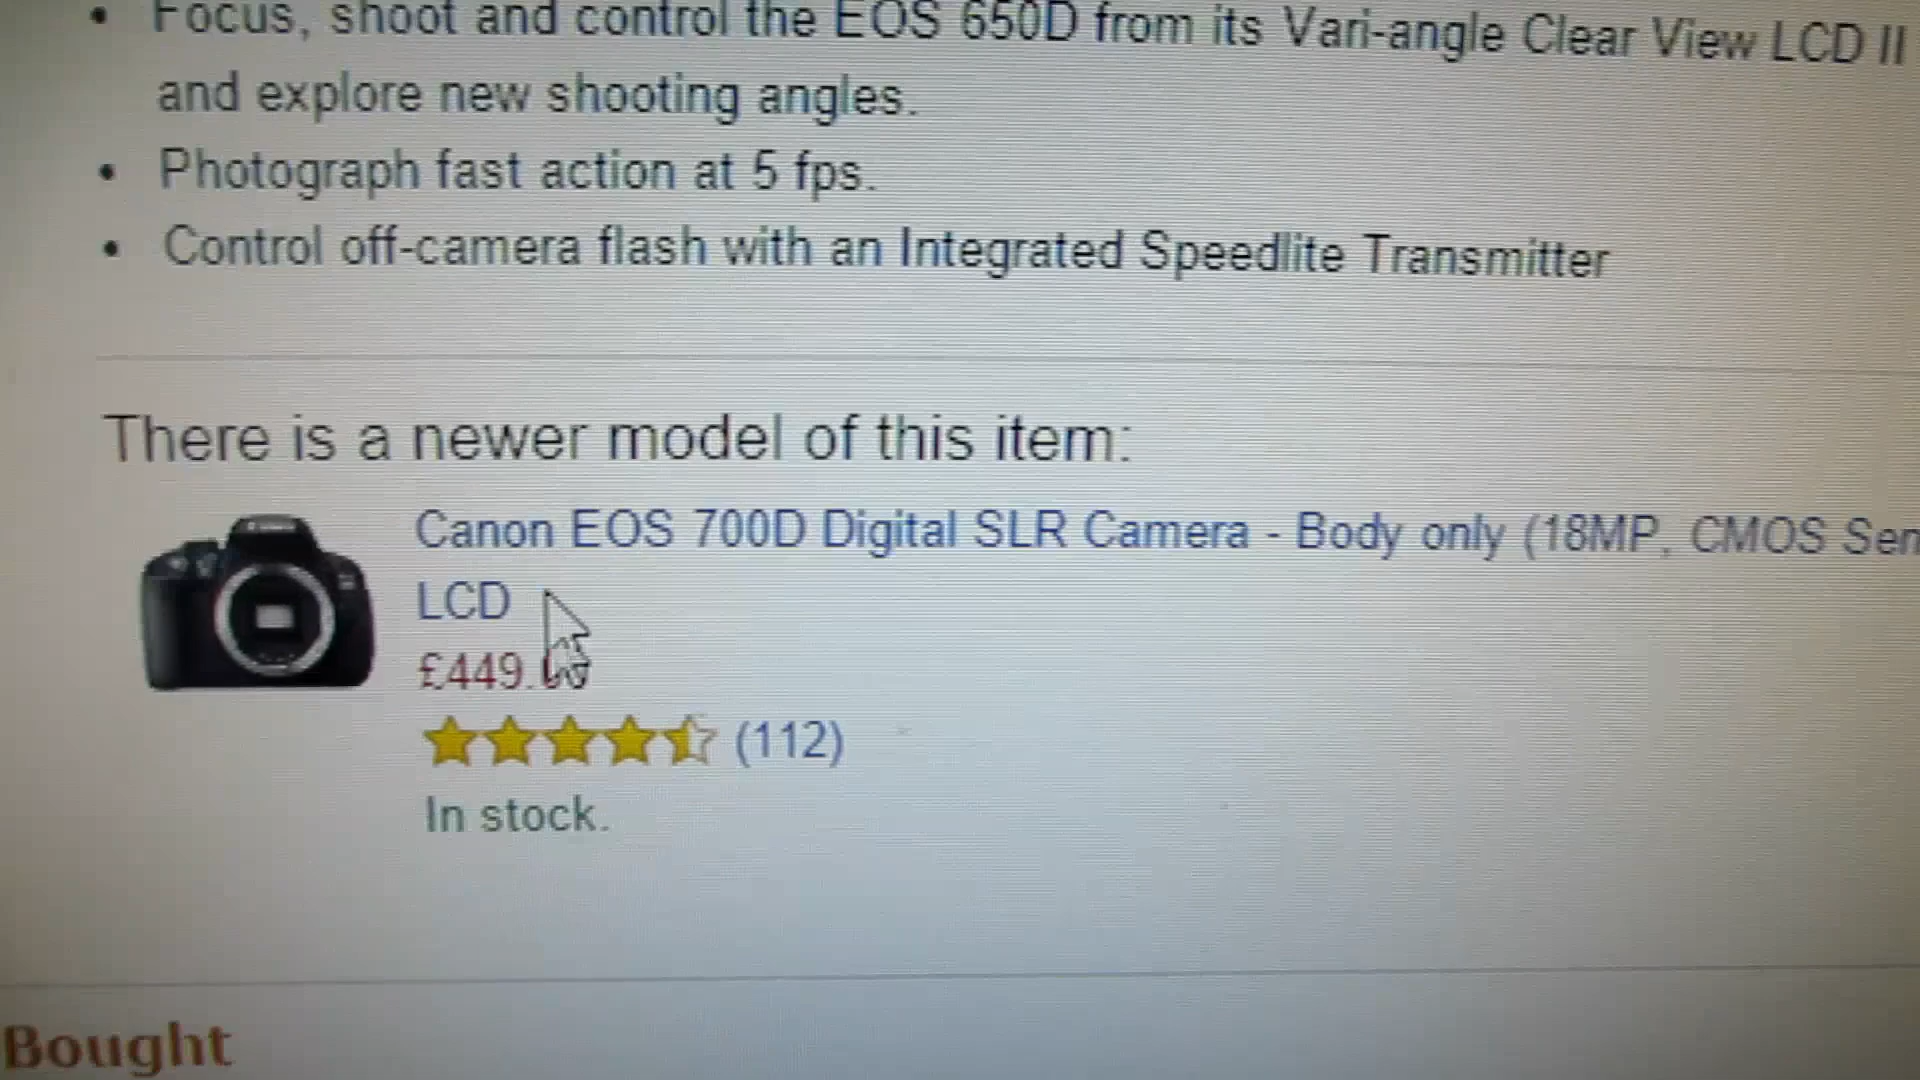 • Focus, shoot and control the EOS 650D from its Vari-angle Clear View LCD II
and explore new shooting angles.
• Photograph fast action at 5 fps.
• Control off-camera flash with an Integrated Speedlite Transmitter
There is a newer model of this item:
Canon EOS 700D Digital SLR Camera - Body only (18MP, CMOS
LCD
£449.
(112)
In stock.
Bought